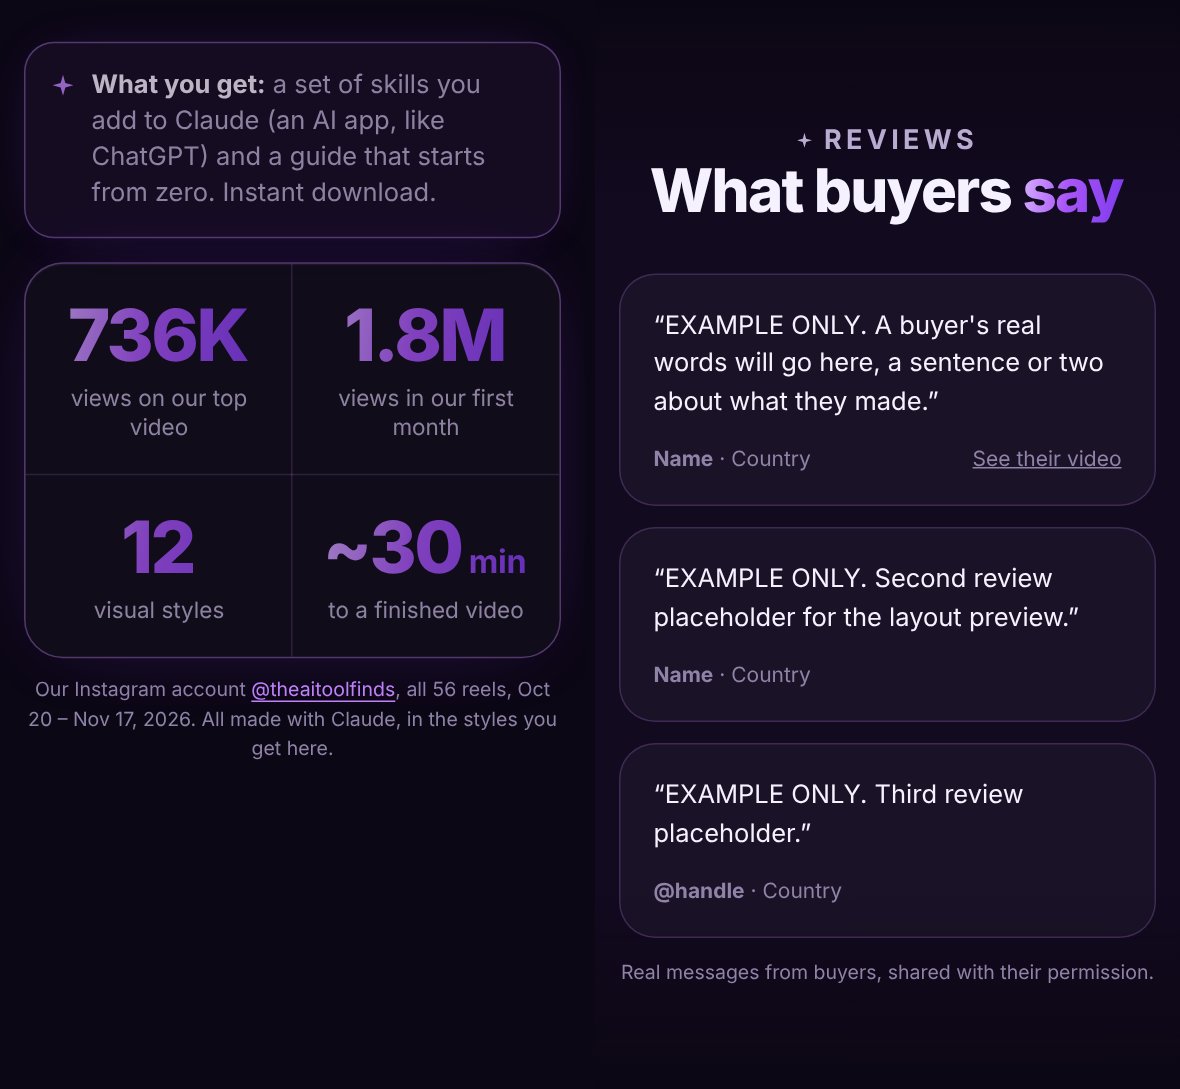 What you get: a set of skills you
add to Claude (an AI app, like
ChatGPT) and a guide that starts
from zero. Instant download.
736K
views on our top
video
1.8M
views in our first
month
12
visual styles
~30 min
to a finished video
Our Instagram account @theaitoolfinds, all 56 reels, Oct
20 – Nov 17, 2026. All made with Claude, in the styles you
get here.
REVIEWS
What buyers say
“EXAMPLE ONLY. A buyer's real
words will go here, a sentence or two
about what they made.”
Name · Country
See their video
“EXAMPLE ONLY. Second review
placeholder for the layout preview.”
Name · Country
“EXAMPLE ONLY. Third review
placeholder.”
@handle · Country
Real messages from buyers, shared with their permission.